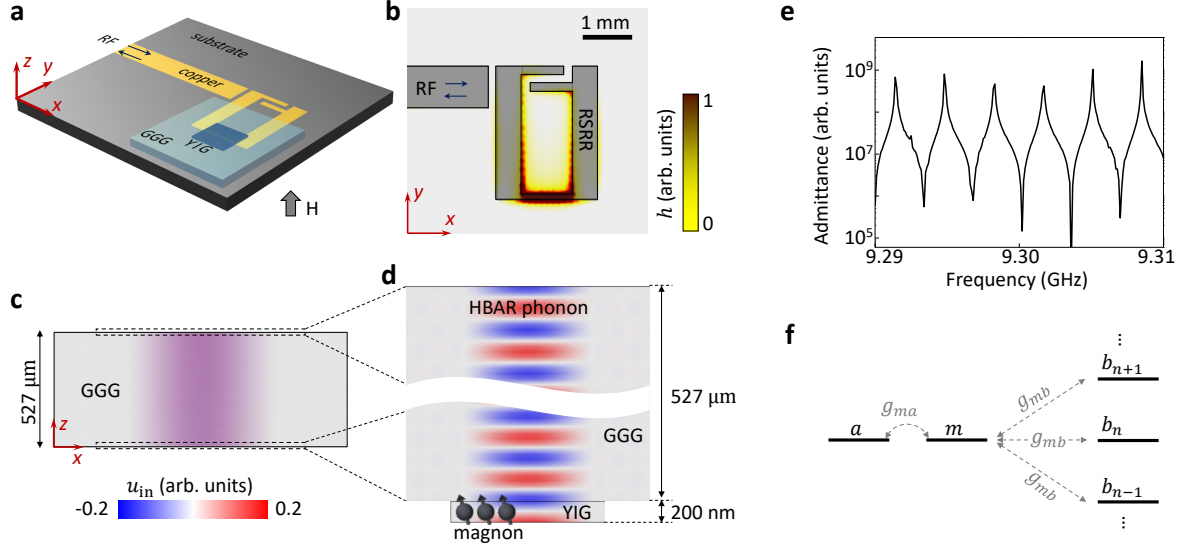 a
z
y
x
RF
substrate
copper
GGG
YIG
H
b
1 mm
RF
RSRR
y
x
1
0
h (arb. units)
c
527 µm
GGG
z
x
u_in (arb. units)
-0.2
0.2
d
HBAR phonon
527 µm
GGG
YIG
200 nm
magnon
e
Admittance (arb. units)
10^9
10^7
10^5
9.29
9.30
9.31
Frequency (GHz)
f
⋮
b_{n+1}
g_{mb}
g_{ma}
a
m
g_{mb}
b_n
g_{mb}
b_{n−1}
⋮